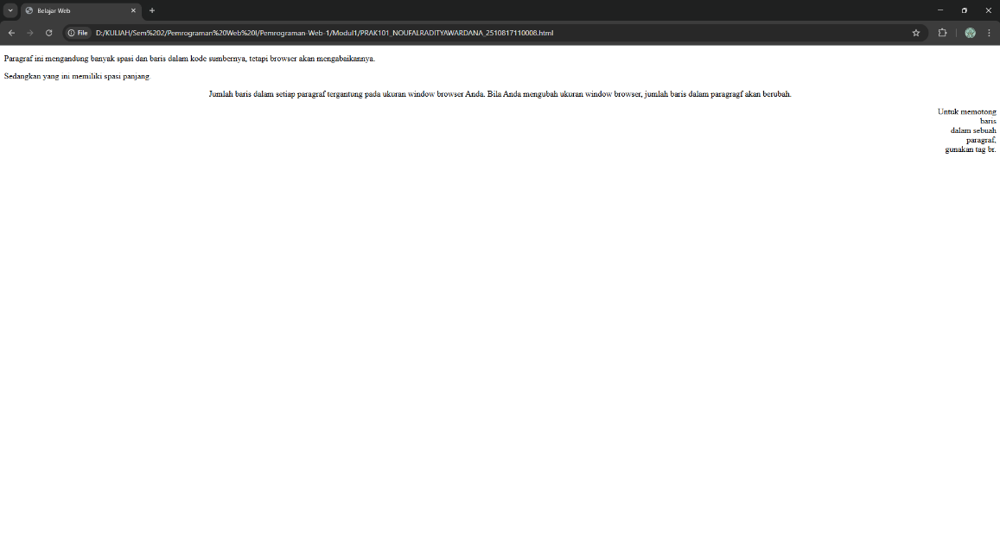 Belajar Web
File
D:/KULIAH/Sem%202/Pemrograman%20Web%20I/Pemrograman-Web-1/Modul1/PRAK101_NOUFALRADITYAWARDANA_2510817110008.html
Paragraf ini mengandung banyak spasi dan baris dalam kode sumbernya, tetapi browser akan mengabaikannya.
Sedangkan yang ini memiliki spasi panjang
Jumlah baris dalam setiap paragraf tergantung pada ukuran window browser Anda. Bila Anda mengubah ukuran window browser, jumlah baris dalam paragragf akan berubah.
Untuk memotong
baris
dalam sebuah
paragraf,
gunakan tag br.